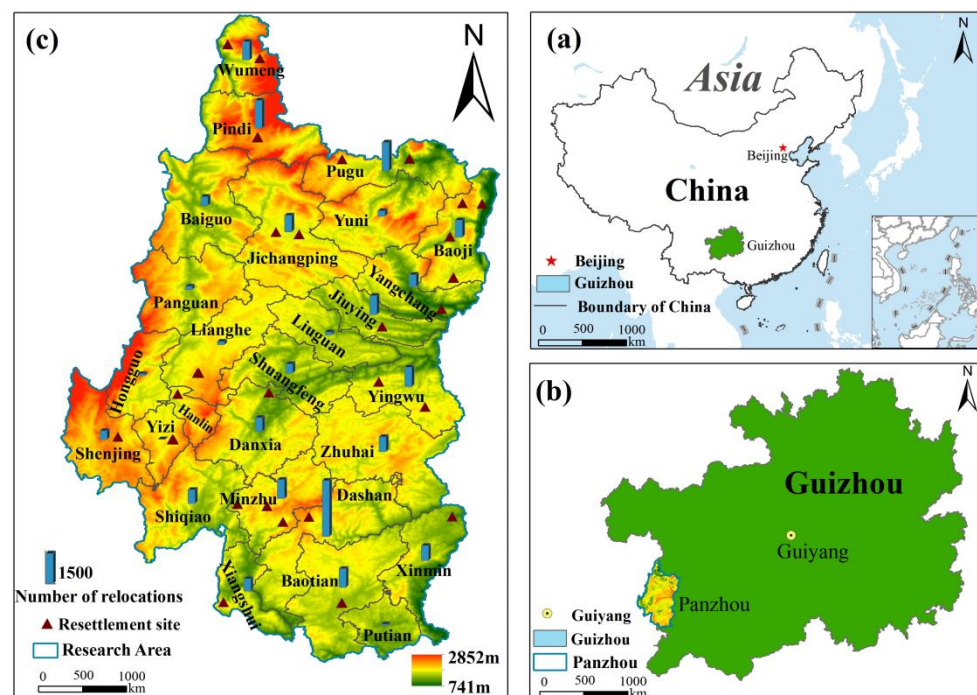 (c)
N
Wumeng
Pindi
Pugu
Baiguo
Yuni
Baoji
Jichangping
Yangchang
Panguan
Jiuying
Lianghe
Liuguan
Hongguo
Shuangfeng
Yingwu
Hanlin
Yizi
Shenjing
Danxia
Zhuhai
Minzhu
Dashan
Shiqiao
Xinmin
Baotian
Xiangshui
Putian
1500
Number of relocations
Resettlement site
Research Area
0 500 1000
km
2852m
741m
(a)
N
Asia
Beijing
China
Guizhou
Beijing
Guizhou
Boundary of China
0 500 1000
km
(b)
N
Guizhou
Guiyang
Panzhou
Guiyang
Guizhou
Panzhou
0 500 1000
km